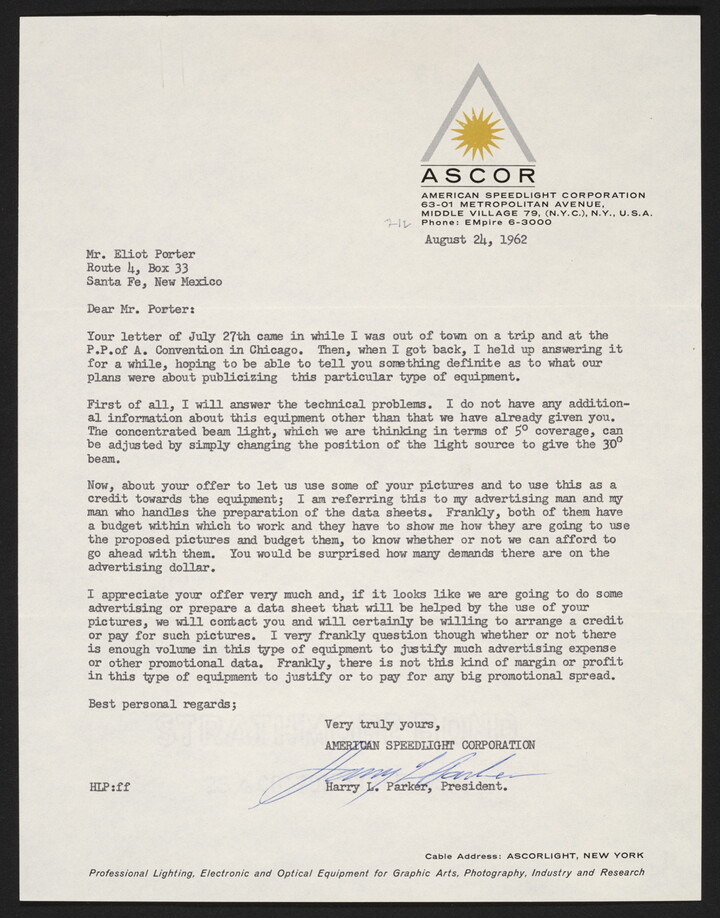 ASCOR
AMERICAN SPEEDLIGHT CORPORATION
63-01 METROPOLITAN AVENUE,
MIDDLE VILLAGE 79, (N.Y.C.), N.Y., U.S.A.
Phone: EMpire 6-3000
August 24, 1962
Mr. Eliot Porter
Route 4, Box 33
Santa Fe, New Mexico
Dear Mr. Porter:
Your letter of July 27th came in while I was out of town on a trip and at the
P.P.of A. Convention in Chicago. Then, when I got back, I held up answering it
for a while, hoping to be able to tell you something definite as to what our
plans were about publicizing this particular type of equipment.
First of all, I will answer the technical problems. I do not have any addition-
al information about this equipment other than that we have already given you.
The concentrated beam light, which we are thinking in terms of 5° coverage, can
be adjusted by simply changing the position of the light source to give the 30°
beam.
Now, about your offer to let us use some of your pictures and to use this as a
credit towards the equipment; I am referring this to my advertising man and my
man who handles the preparation of the data sheets. Frankly, both of them have
a budget within which to work and they have to show me how they are going to use
the proposed pictures and budget them, to know whether or not we can afford to
go ahead with them. You would be surprised how many demands there are on the
advertising dollar.
I appreciate your offer very much and, if it looks like we are going to do some
advertising or prepare a data sheet that will be helped by the use of your
pictures, we will contact you and will certainly be willing to arrange a credit
or pay for such pictures. I very frankly question though whether or not there
is enough volume in this type of equipment to justify much advertising expense
or other promotional data. Frankly, there is not this kind of margin or profit
in this type of equipment to justify or to pay for any big promotional spread.
Best personal regards;
Very truly yours,
AMERICAN SPEEDLIGHT CORPORATION
Harry L Parker
HLP:ff
Harry L. Parker, President.
Cable Address: ASCORLIGHT, NEW YORK
Professional Lighting, Electronic and Optical Equipment for Graphic Arts, Photography, Industry and Research